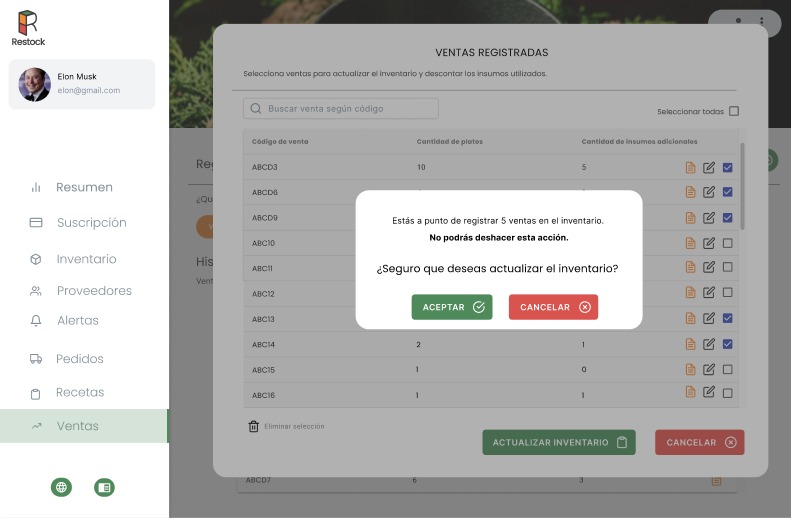 Restock
Elon Musk
elon@gmail.com
Resumen
Suscripción
Inventario
Proveedores
Alertas
Pedidos
Recetas
Ventas
VENTAS REGISTRADAS
Selecciona ventas para actualizar el inventario y descontar los insumos utilizados.
Buscar venta según código
Seleccionar todas
Código de venta Cantidad de platos Cantidad de insumos adicionales
ABCD3 10 5
ABCD6
ABCD9
ABC10
ABC11
ABC12
ABC13
ABC14 2 1
ABC15 1 0
ABC16 1 1
Estás a punto de registrar 5 ventas en el inventario.
No podrás deshacer esta acción.
¿Seguro que deseas actualizar el inventario?
ACEPTAR CANCELAR
Eliminar selección
ACTUALIZAR INVENTARIO CANCELAR
Reg
¿Qu
V
His
Vent
ABCD7 6 3